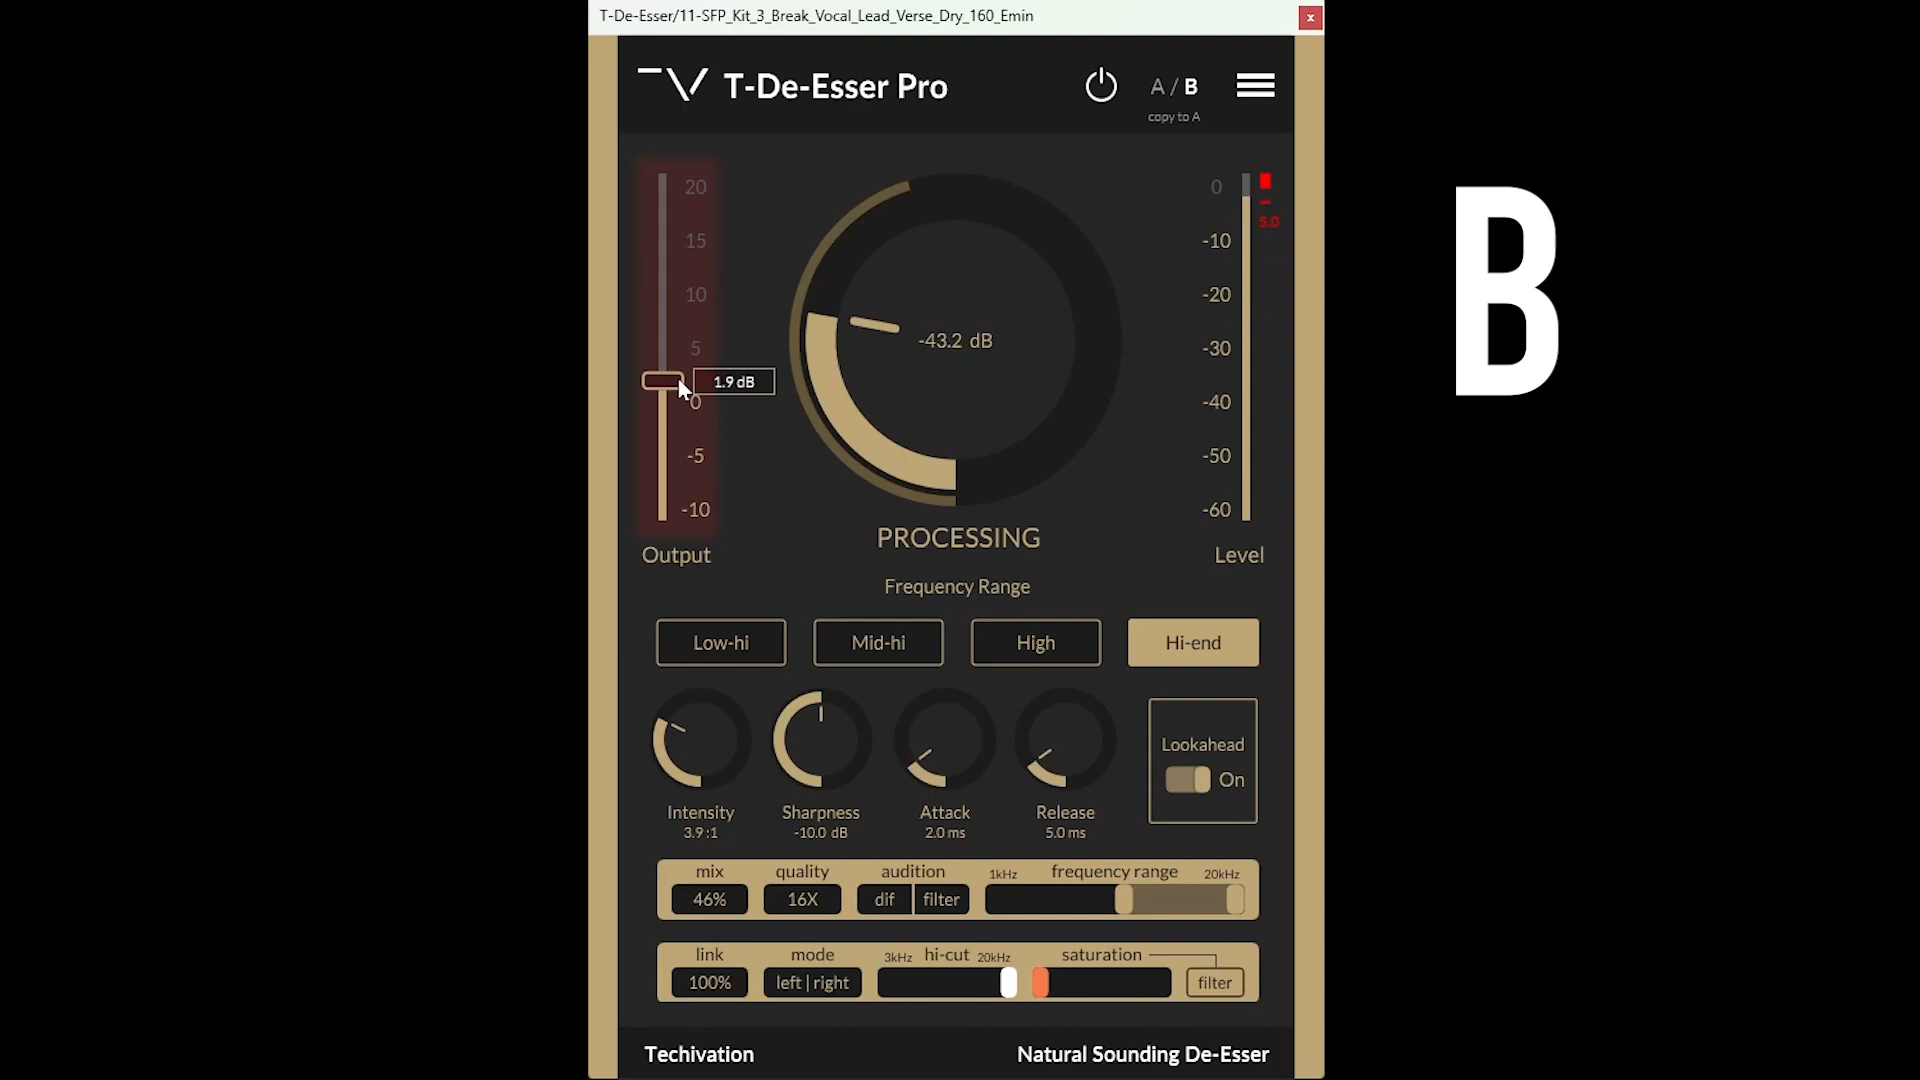 T-De-Esser/11-SFP_Kit_3_Break_Vocal_Lead_Verse_Dry_160_Emin
x
T-De-Esser Pro
A / B
copy to A
B
20
15
10
5
0
-5
-10
Output
1.9 dB
-43.2 dB
PROCESSING
0
-10
-20
-30
-40
-50
-60
Level
5.0
Frequency Range
Low-hi Mid-hi High Hi-end
Intensity
3.9:1
Sharpness
-10.0 dB
Attack
2.0 ms
Release
5.0 ms
Lookahead
On
mix quality audition 1kHz frequency range 20kHz
46% 16X dif filter
link mode 3kHz hi-cut 20kHz saturation
100% left | right filter
Techivation
Natural Sounding De-Esser